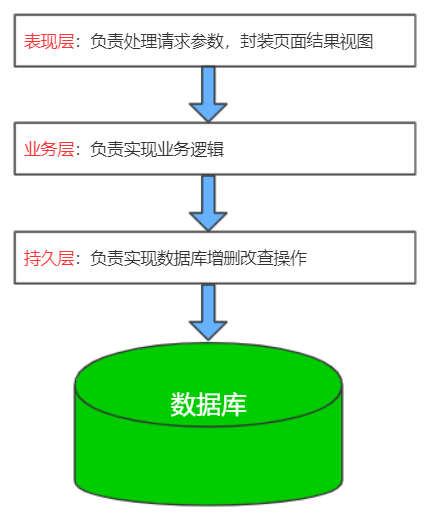 表现层：负责处理请求参数，封装页面结果视图
业务层：负责实现业务逻辑
持久层：负责实现数据库增删改查操作
数据库